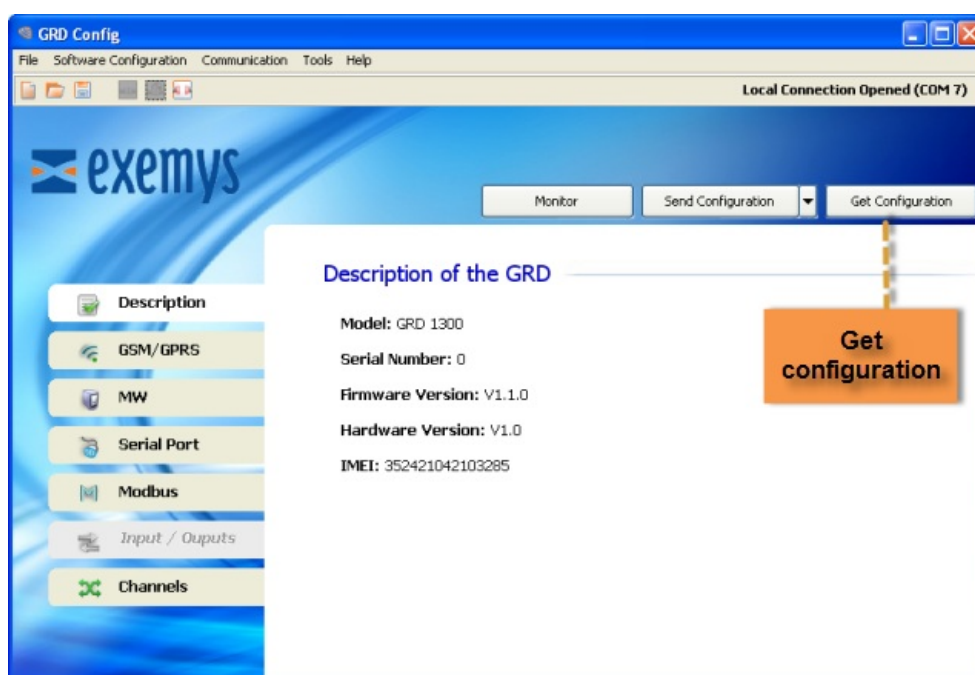 GRD Config
File Software Configuration Communication Tools Help
Local Connection Opened (COM 7)
exemys
Monitor Send Configuration Get Configuration
Description of the GRD
Description
Model: GRD 1300
GSM/GPRS
Serial Number: 0
Get
configuration
MW
Firmware Version: V1.1.0
Hardware Version: V1.0
Serial Port
IMEI: 352421042103285
Modbus
Input / Ouputs
Channels